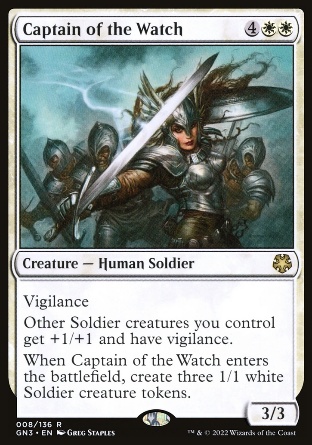 Captain of the Watch 4
Creature — Human Soldier
Vigilance
Other Soldier creatures you control
get +1/+1 and have vigilance.
When Captain of the Watch enters
the battlefield, create three 1/1 white
Soldier creature tokens.
3/3
008/136 R
GN3 • EN Greg Staples
™ & © 2022 Wizards of the Coast